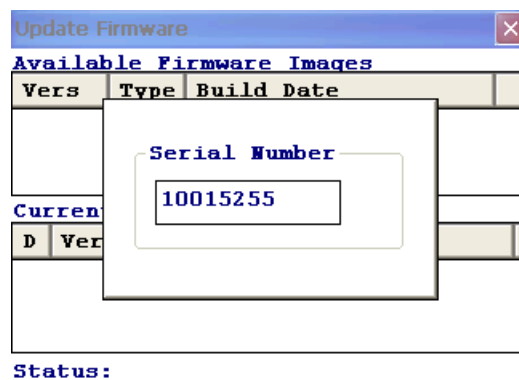 Update Firmware
Available Firmware Images
Vers Type Build Date
Serial Number
10015255
Curren
D Ver
Status: